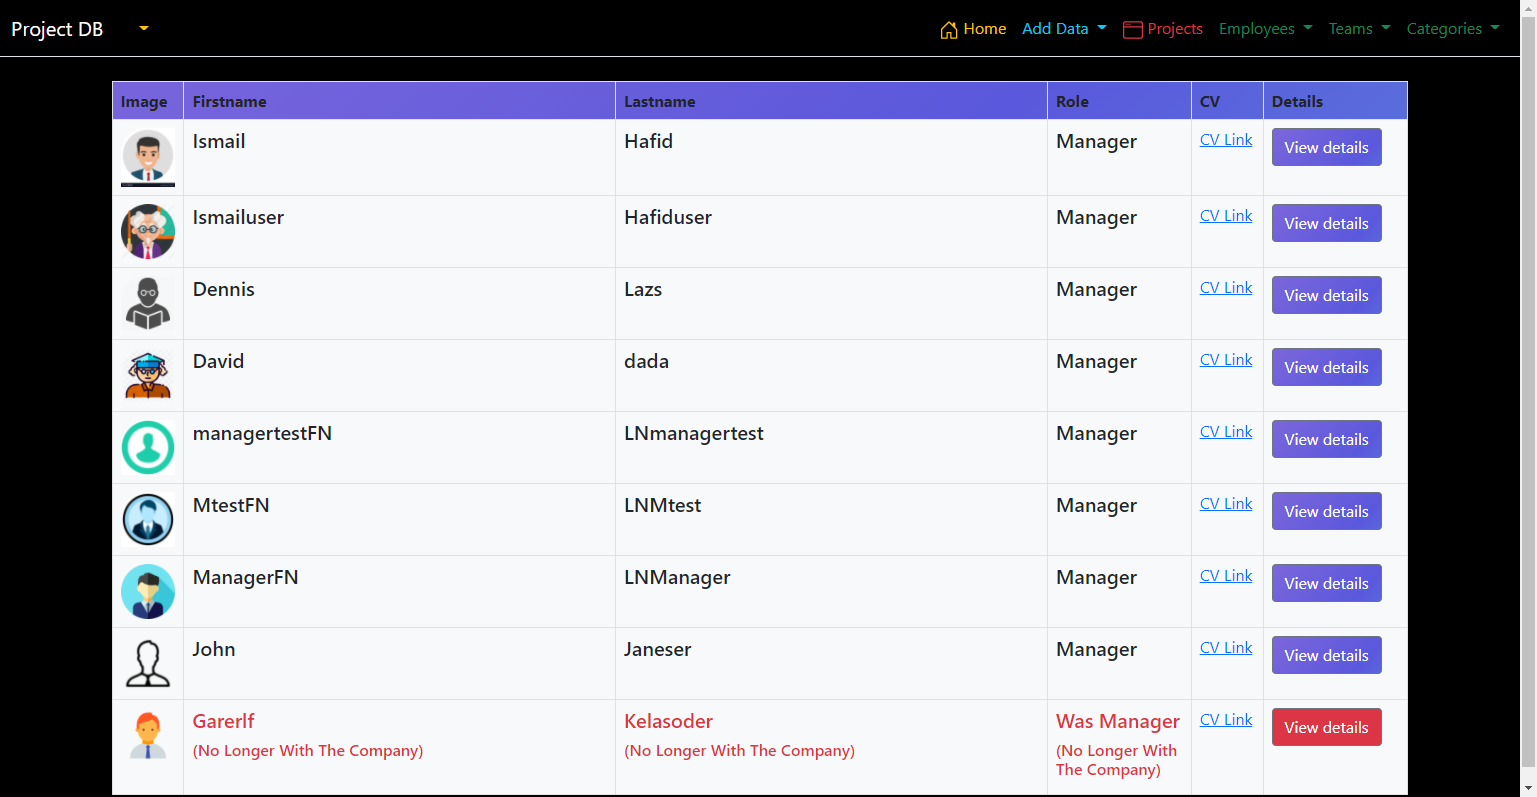 Project DB Home Add Data Projects Employees Teams Categories
Image Firstname Lastname Role CV Details
Ismail Hafid Manager CV Link View details
Ismailuser Hafiduser Manager CV Link View details
Dennis Lazs Manager CV Link View details
David dada Manager CV Link View details
managertestFN LNmanagertest Manager CV Link View details
MtestFN LNMtest Manager CV Link View details
ManagerFN LNManager Manager CV Link View details
John Janeser Manager CV Link View details
Garerlf Kelasoder Was Manager CV Link View details
(No Longer With The Company) (No Longer With The Company) (No Longer With
The Company)